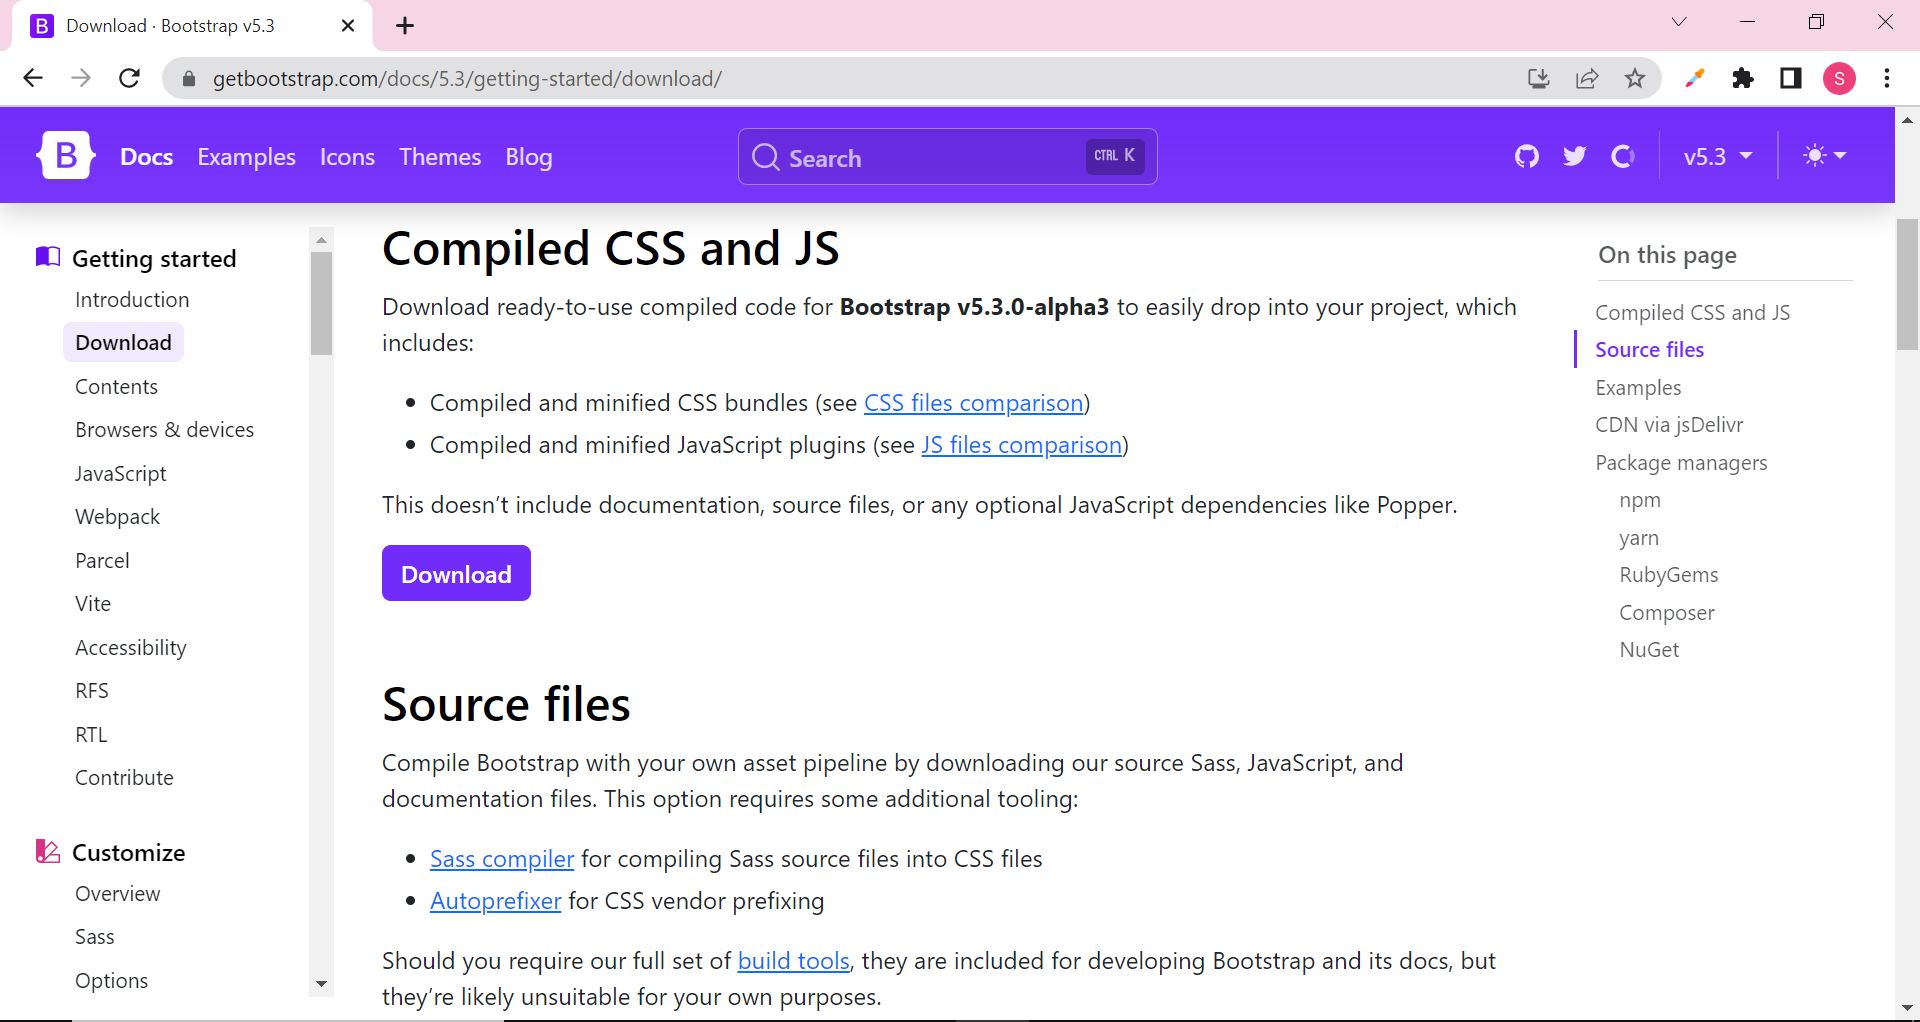 Download · Bootstrap v5.3
getbootstrap.com/docs/5.3/getting-started/download/
S
B
Docs Examples Icons Themes Blog
Search
CTRL K
v5.3
Getting started
Introduction
Download
Contents
Browsers & devices
JavaScript
Webpack
Parcel
Vite
Accessibility
RFS
RTL
Contribute
Customize
Overview
Sass
Options
Compiled CSS and JS
Download ready-to-use compiled code for Bootstrap v5.3.0-alpha3 to easily drop into your project, which
includes:
• Compiled and minified CSS bundles (see CSS files comparison)
• Compiled and minified JavaScript plugins (see JS files comparison)
This doesn’t include documentation, source files, or any optional JavaScript dependencies like Popper.
Download
Source files
Compile Bootstrap with your own asset pipeline by downloading our source Sass, JavaScript, and
documentation files. This option requires some additional tooling:
• Sass compiler for compiling Sass source files into CSS files
• Autoprefixer for CSS vendor prefixing
Should you require our full set of build tools, they are included for developing Bootstrap and its docs, but
they’re likely unsuitable for your own purposes.
On this page
Compiled CSS and JS
Source files
Examples
CDN via jsDelivr
Package managers
npm
yarn
RubyGems
Composer
NuGet